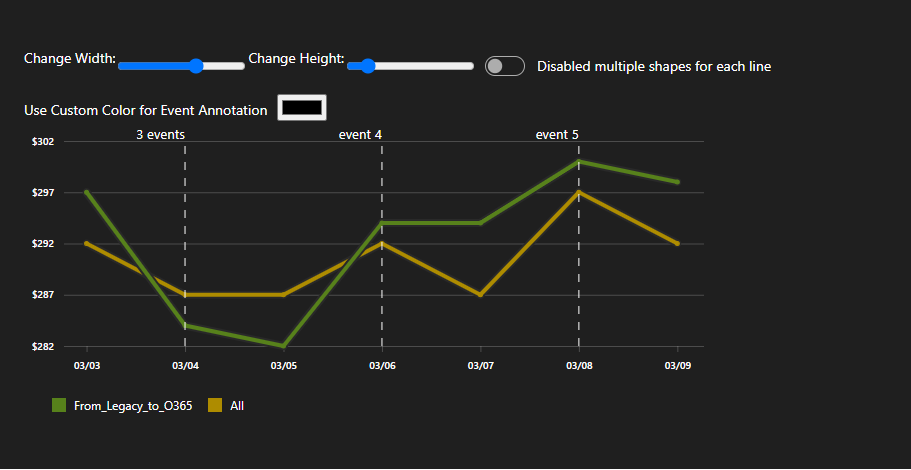 Change Width: Change Height: Disabled multiple shapes for each line
Use Custom Color for Event Annotation
3 events event 4 event 5
$302
$297
$292
$287
$282
03/03 03/04 03/05 03/06 03/07 03/08 03/09
From_Legacy_to_O365 All